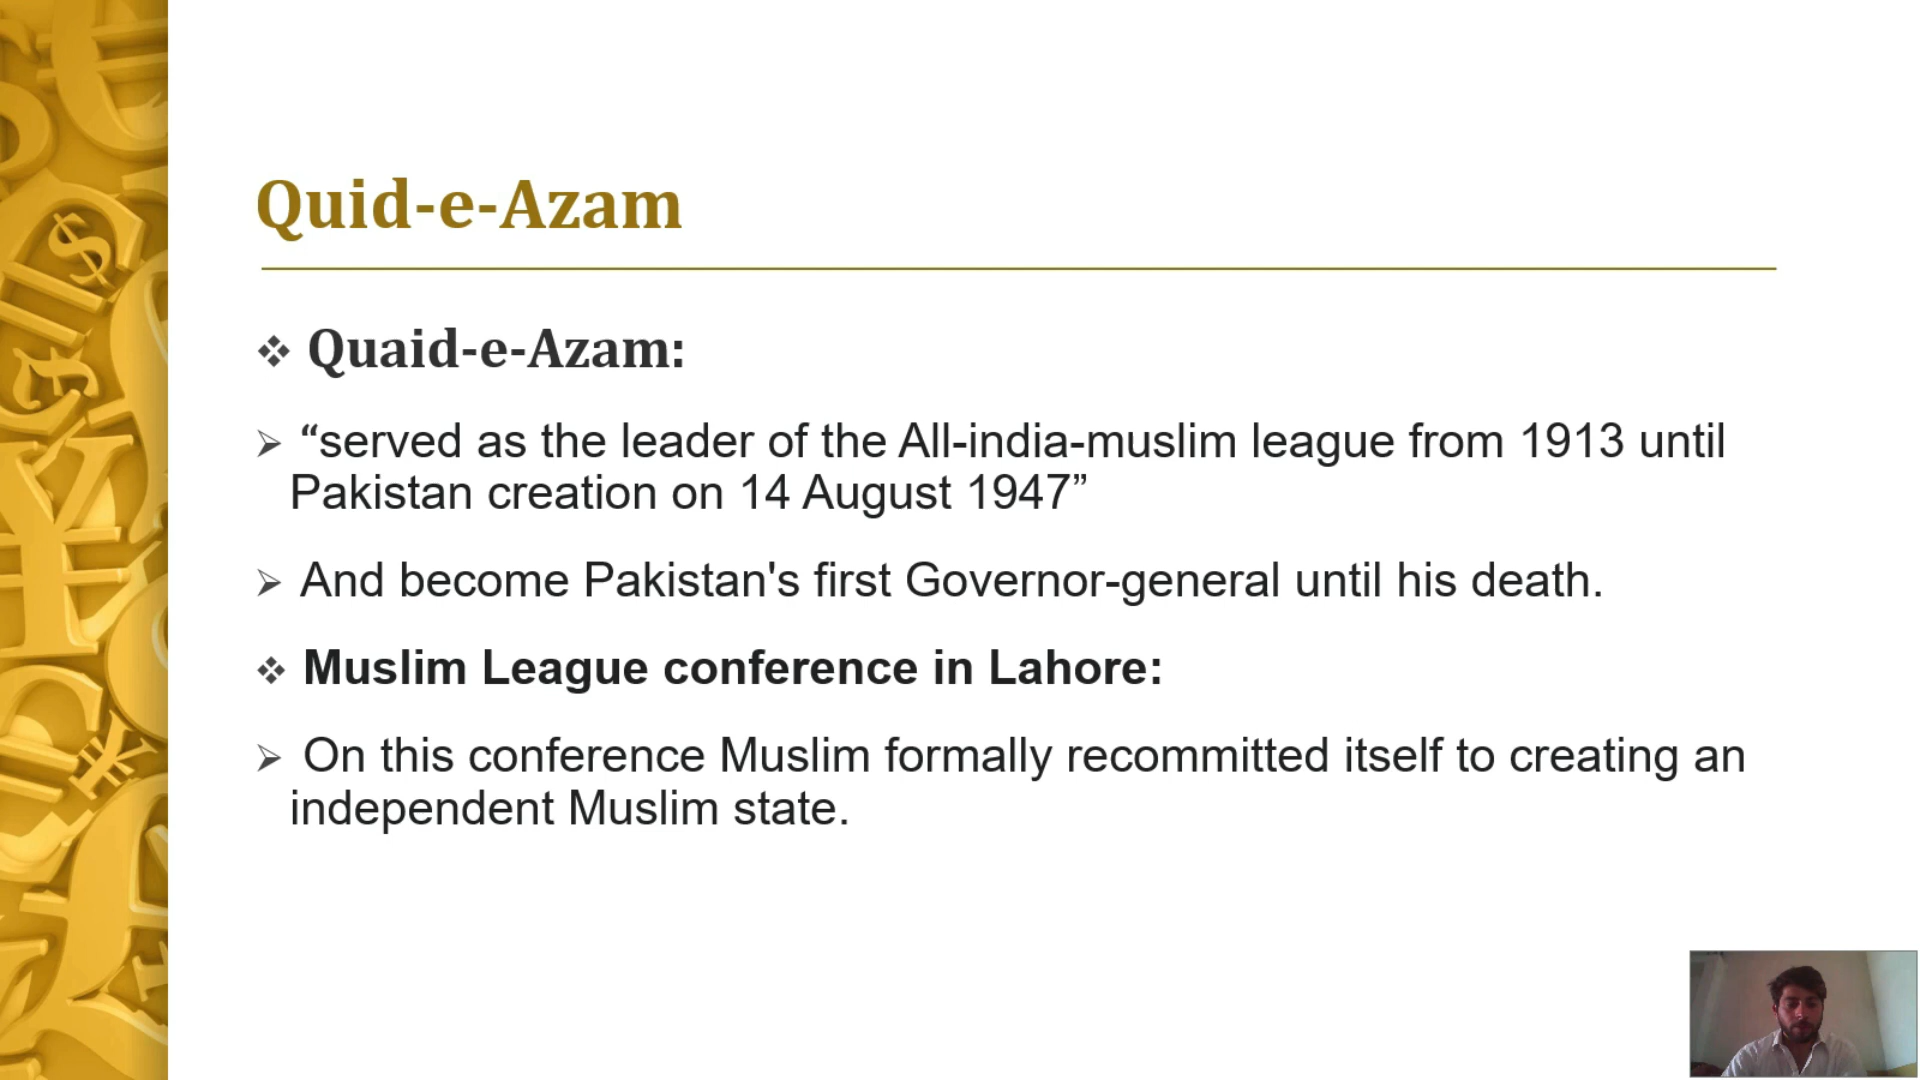 Quid-e-Azam
Quaid-e-Azam:
“served as the leader of the All-india-muslim league from 1913 until
Pakistan creation on 14 August 1947”
And become Pakistan's first Governor-general until his death.
Muslim League conference in Lahore:
On this conference Muslim formally recommitted itself to creating an
independent Muslim state.